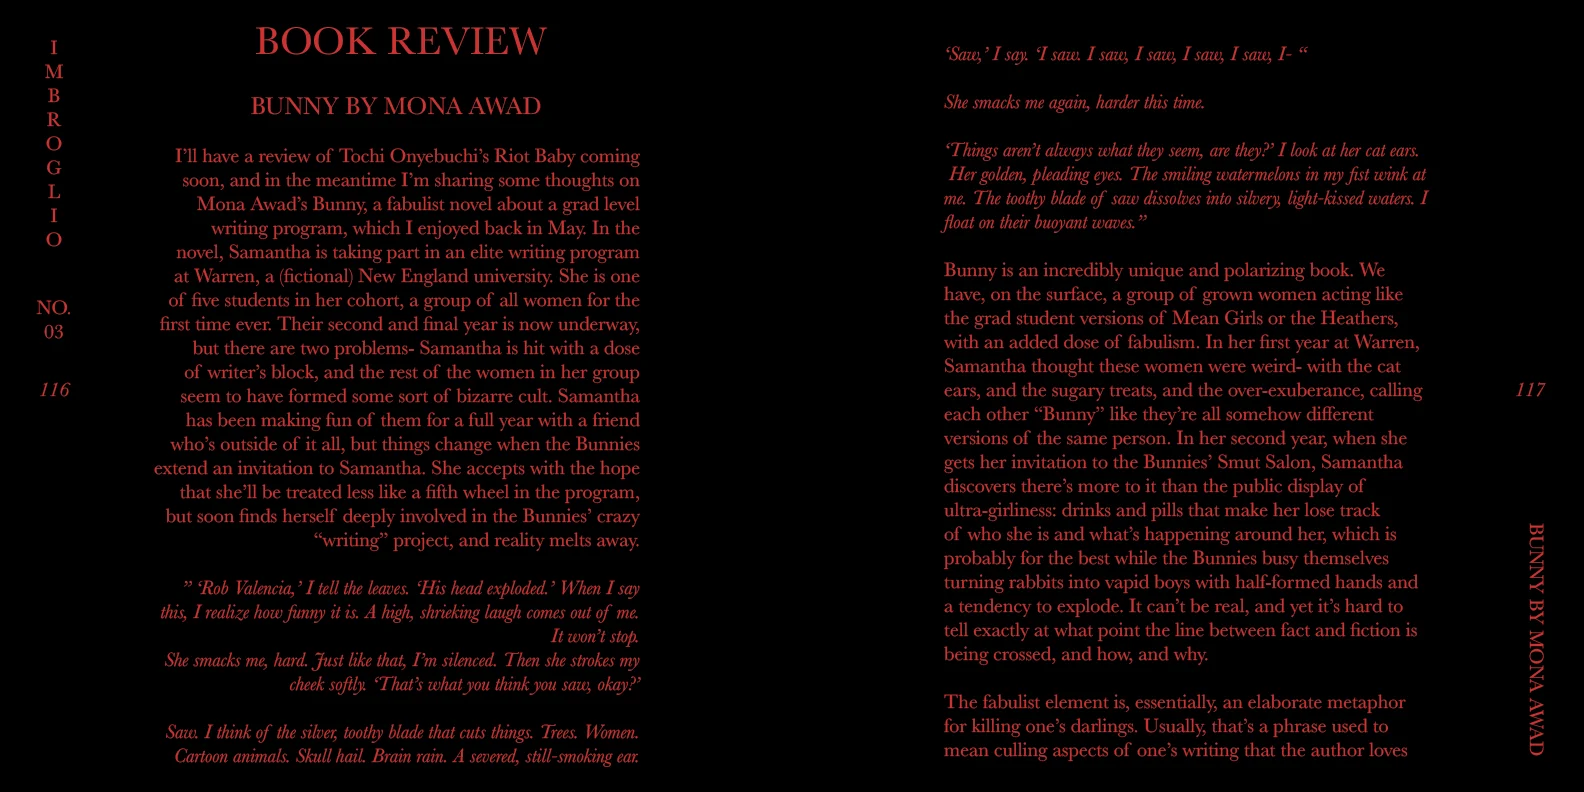 I
M
B
R
O
G
L
I
O
NO.
03
116
BOOK REVIEW
BUNNY BY MONA AWAD
I’ll have a review of Tochi Onyebuchi’s Riot Baby coming
soon, and in the meantime I’m sharing some thoughts on
Mona Awad’s Bunny, a fabulist novel about a grad level
writing program, which I enjoyed back in May. In the
novel, Samantha is taking part in an elite writing program
at Warren, a (fictional) New England university. She is one
of five students in her cohort, a group of all women for the
first time ever. Their second and final year is now underway,
but there are two problems- Samantha is hit with a dose
of writer’s block, and the rest of the women in her group
seem to have formed some sort of bizarre cult. Samantha
has been making fun of them for a full year with a friend
who’s outside of it all, but things change when the Bunnies
extend an invitation to Samantha. She accepts with the hope
that she’ll be treated less like a fifth wheel in the program,
but soon finds herself deeply involved in the Bunnies’ crazy
“writing” project, and reality melts away.
” ‘Rob Valencia,’ I tell the leaves. ‘His head exploded.’ When I say
this, I realize how funny it is. A high, shrieking laugh comes out of me.
It won’t stop.
She smacks me, hard. Just like that, I’m silenced. Then she strokes my
cheek softly. ‘That’s what you think you saw, okay?’
Saw. I think of the silver, toothy blade that cuts things. Trees. Women.
Cartoon animals. Skull hail. Brain rain. A severed, still-smoking ear.
‘Saw,’ I say. ‘I saw. I saw, I saw, I saw, I saw, I- “
She smacks me again, harder this time.
‘Things aren’t always what they seem, are they?’ I look at her cat ears.
Her golden, pleading eyes. The smiling watermelons in my fist wink at
me. The toothy blade of saw dissolves into silvery, light-kissed waters. I
float on their buoyant waves.”
Bunny is an incredibly unique and polarizing book. We
have, on the surface, a group of grown women acting like
the grad student versions of Mean Girls or the Heathers,
with an added dose of fabulism. In her first year at Warren,
Samantha thought these women were weird- with the cat
ears, and the sugary treats, and the over-exuberance, calling
each other “Bunny” like they’re all somehow different
versions of the same person. In her second year, when she
gets her invitation to the Bunnies’ Smut Salon, Samantha
discovers there’s more to it than the public display of
ultra-girliness: drinks and pills that make her lose track
of who she is and what’s happening around her, which is
probably for the best while the Bunnies busy themselves
turning rabbits into vapid boys with half-formed hands and
a tendency to explode. It can’t be real, and yet it’s hard to
tell exactly at what point the line between fact and fiction is
being crossed, and how, and why.
The fabulist element is, essentially, an elaborate metaphor
for killing one’s darlings. Usually, that’s a phrase used to
mean culling aspects of one’s writing that the author loves
117
BUNNY BY MONA AWAD